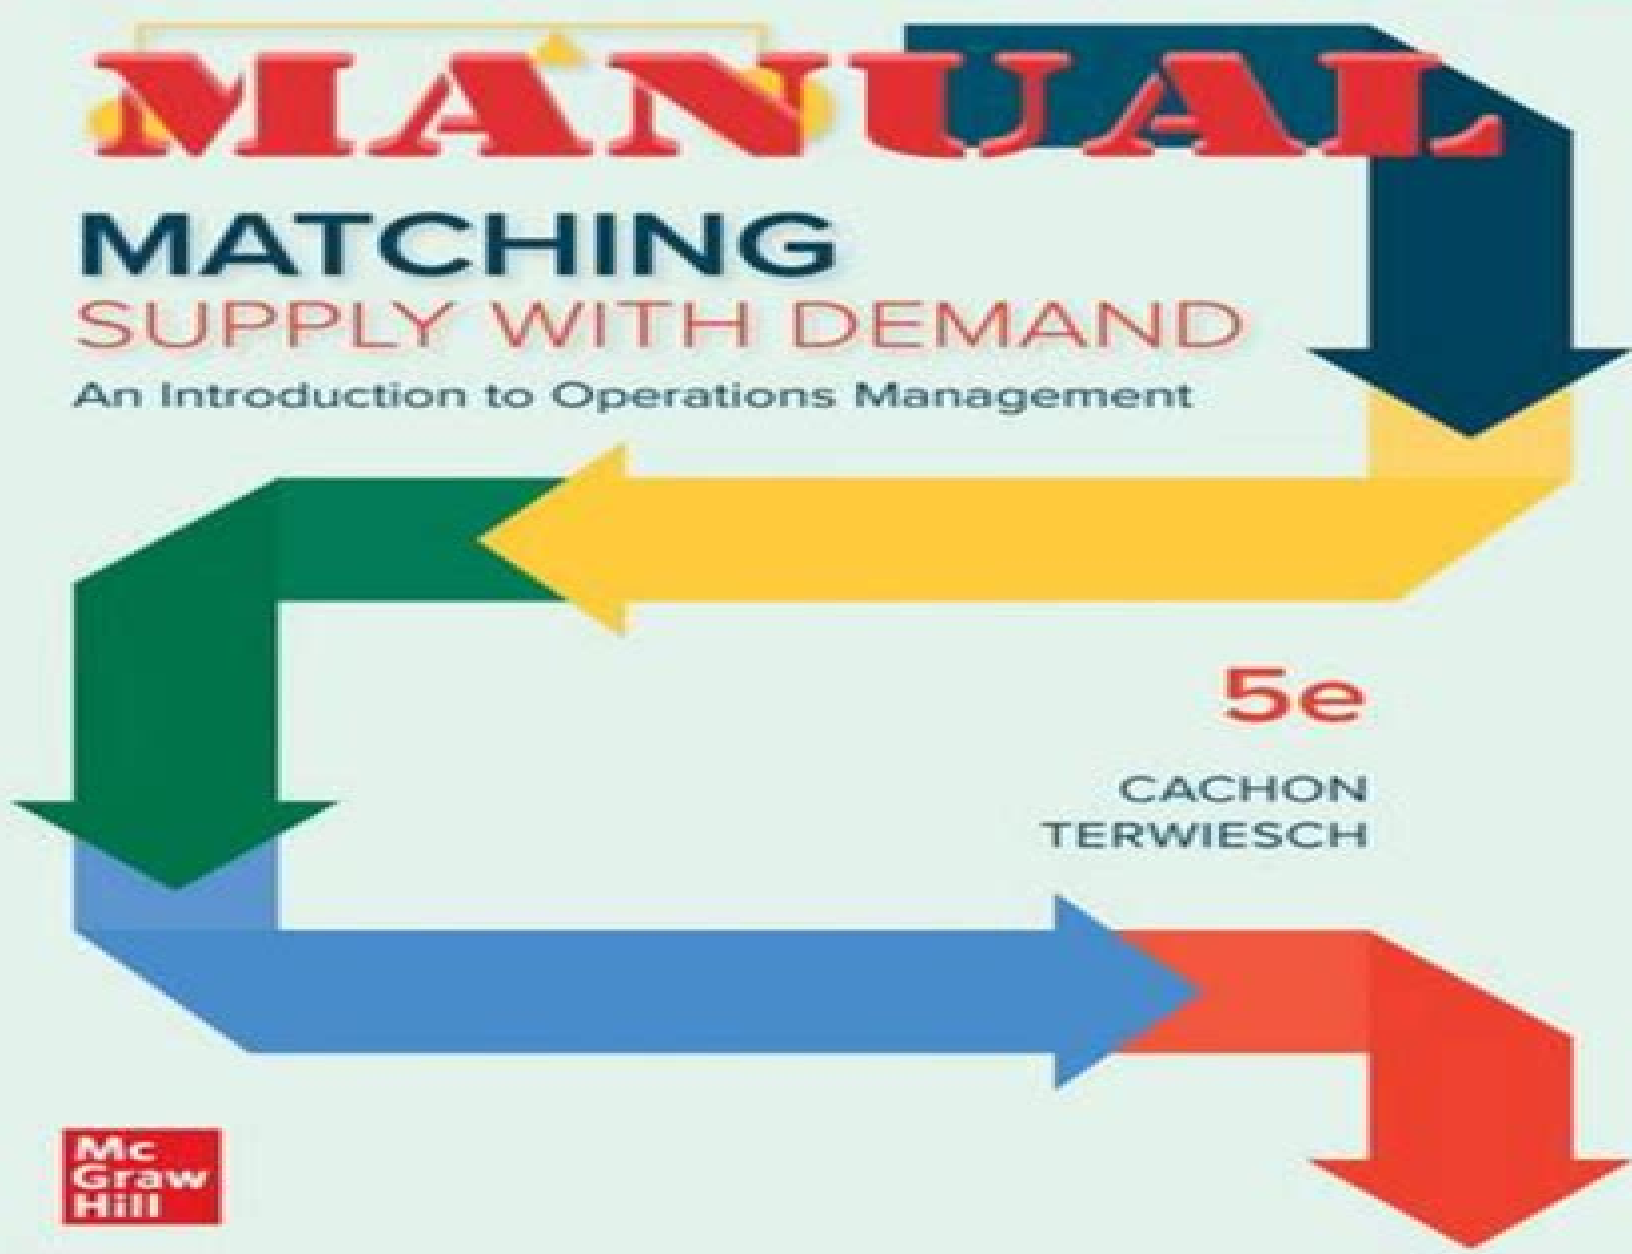 MANUAL
MATCHING
SUPPLY WITH DEMAND
An Introduction to Operations Management
5e
CACHON
TERWIESCH
Mc
Graw
Hill